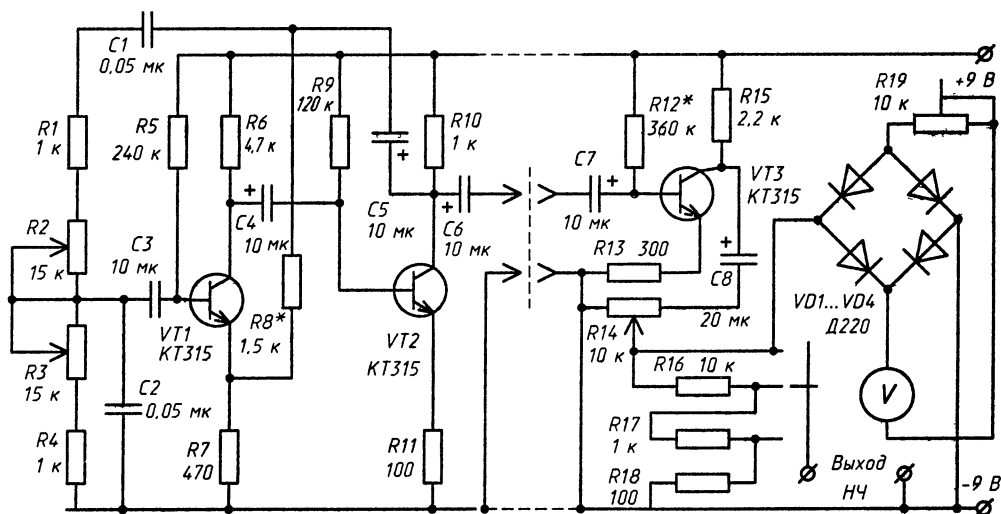 C1
0,05 мк
R1
1 к
R2
15 к
R3
15 к
R4
1 к
C2
0,05 мк
C3
10 мк
R5
240 к
R6
4,7 к
C4
10 мк
VT1
КТ315
R7
470
R8*
1,5 к
R9
120 к
C5
10 мк
R10
1 к
C6
10 мк
VT2
КТ315
R11
100
C7
10 мк
R12*
360 к
R13 300
R14
10 к
R15
2,2 к
VT3
КТ315
C8
20 мк
R16 10 к
R17
1 к
R18
100
R19
10 к
+9 В
VD1...VD4
Д220
V
Выход
НЧ
-9 В